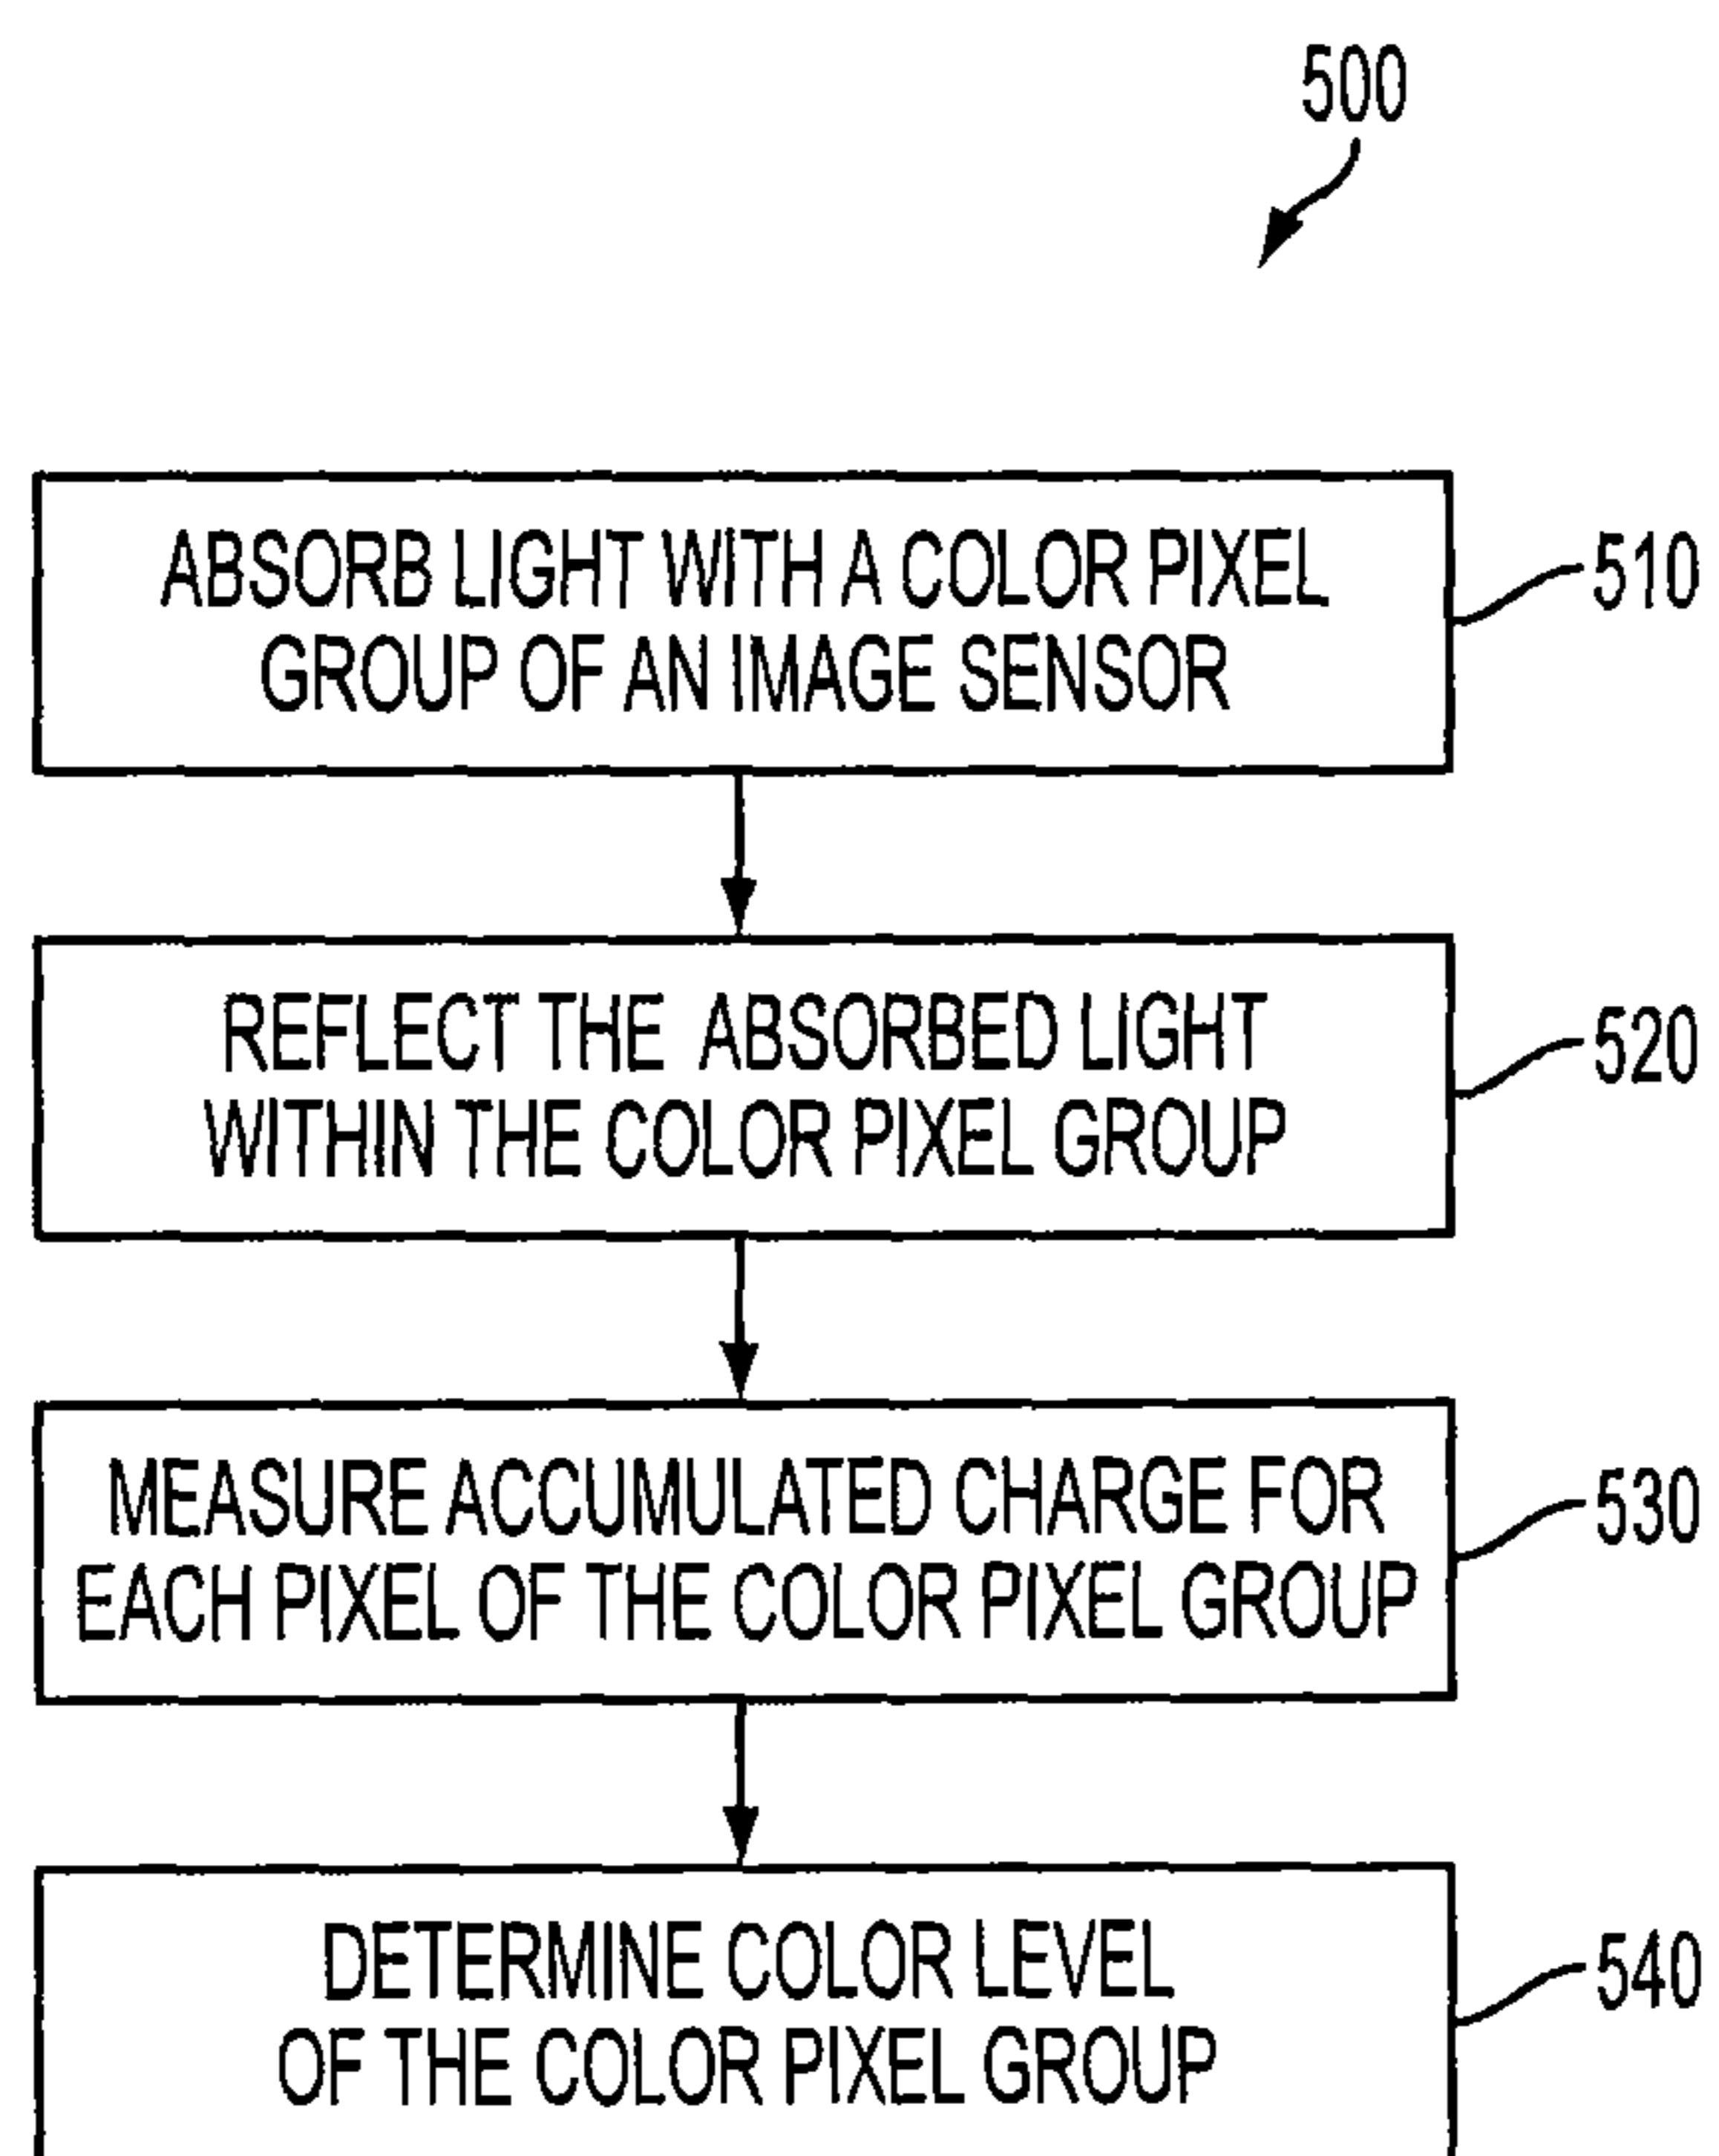 500
ABSORB LIGHT WITH A COLOR PIXEL
GROUP OF AN IMAGE SENSOR
510
REFLECT THE ABSORBED LIGHT
WITHIN THE COLOR PIXEL GROUP
520
MEASURE ACCUMULATED CHARGE FOR
EACH PIXEL OF THE COLOR PIXEL GROUP
530
DETERMINE COLOR LEVEL
OF THE COLOR PIXEL GROUP
540